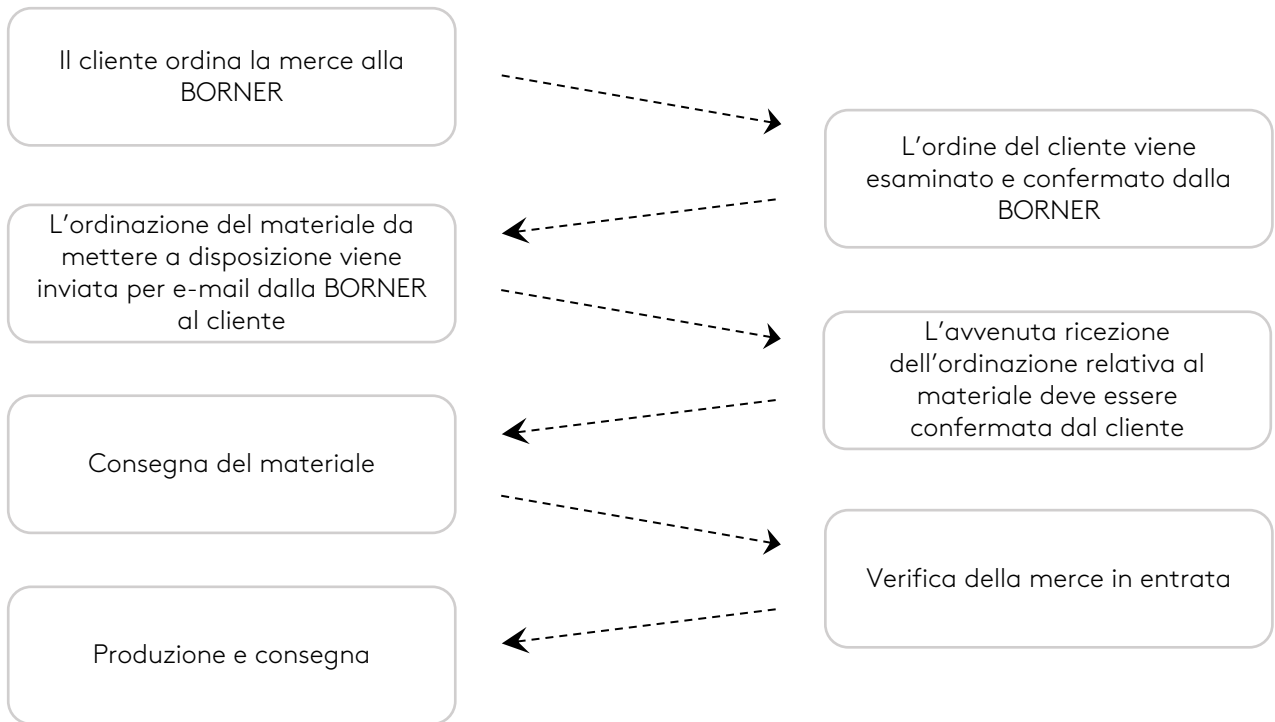 Il cliente ordina la merce alla
BORNER
L’ordine del cliente viene
esaminato e confermato dalla
BORNER
L’ordinazione del materiale da
mettere a disposizione viene
inviata per e-mail dalla BORNER
al cliente
L’avvenuta ricezione
dell’ordinazione relativa al
materiale deve essere
confermata dal cliente
Consegna del materiale
Verifica della merce in entrata
Produzione e consegna